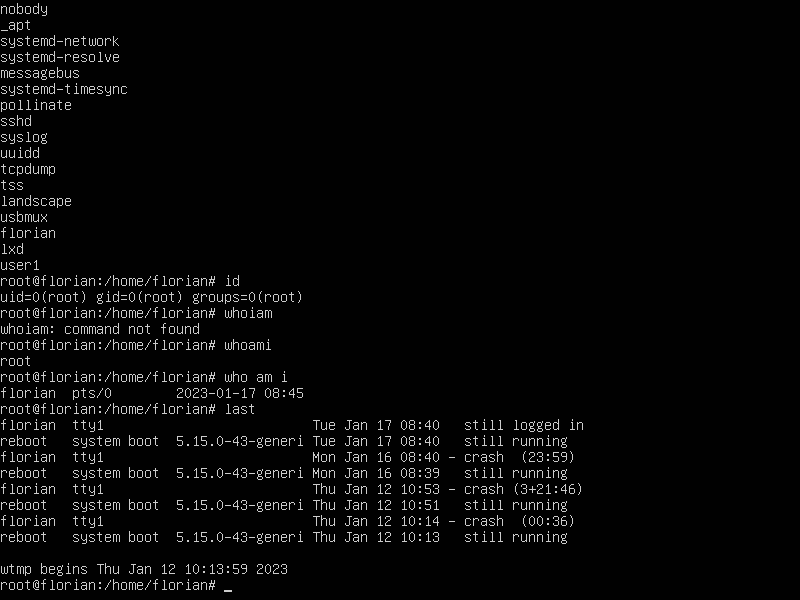 nobody
_apt
systemd-network
systemd-resolve
messagebus
systemd-timesync
pollinate
sshd
syslog
uuidd
tcpdump
tss
landscape
usbmux
florian
lxd
user1
root@florian:/home/florian# id
uid=0(root) gid=0(root) groups=0(root)
root@florian:/home/florian# whoiam
whoiam: command not found
root@florian:/home/florian# whoami
root
root@florian:/home/florian# who am i
florian  pts/0        2023-01-17 08:45
root@florian:/home/florian# last
florian  tty1                          Tue Jan 17 08:40   still logged in
reboot   system boot  5.15.0-43-generi Tue Jan 17 08:40   still running
florian  tty1                          Mon Jan 16 08:40 - crash  (23:59)
reboot   system boot  5.15.0-43-generi Mon Jan 16 08:39   still running
florian  tty1                          Thu Jan 12 10:53 - crash (3+21:46)
reboot   system boot  5.15.0-43-generi Thu Jan 12 10:51   still running
florian  tty1                          Thu Jan 12 10:14 - crash  (00:36)
reboot   system boot  5.15.0-43-generi Thu Jan 12 10:13   still running

wtmp begins Thu Jan 12 10:13:59 2023
root@florian:/home/florian# _